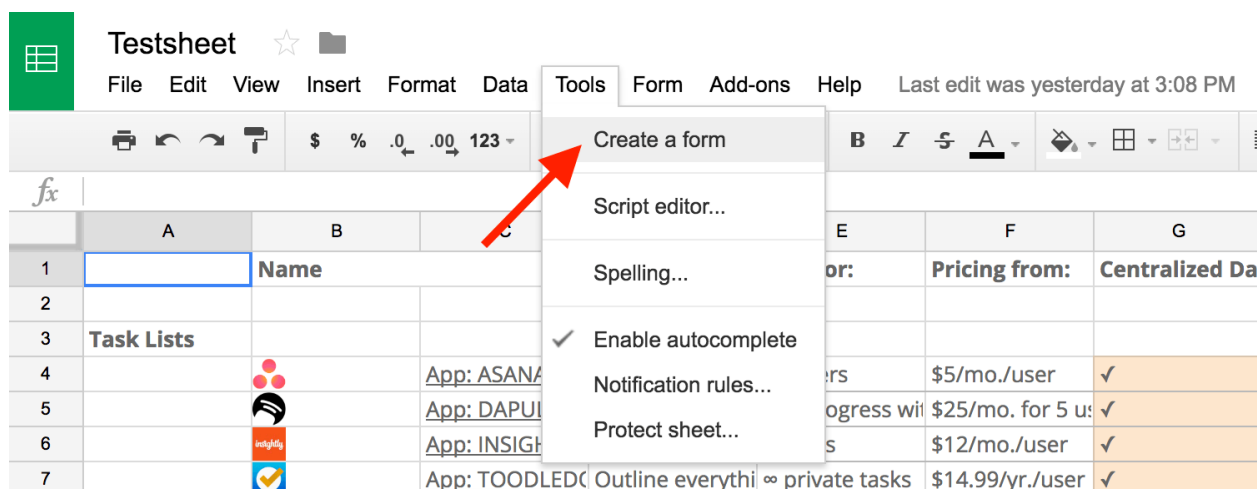 Testsheet
File Edit View Insert Format Data Tools Form Add-ons Help Last edit was yesterday at 3:08 PM
$ % .0 .00 123 Create a form B I S A
fx Script editor...
A B C E F G
1 Name Spelling... or: Pricing from: Centralized Da
2
3 Task Lists Enable autocomplete
4 App: ASANA ers $5/mo./user ✓
Notification rules...
5 App: DAPUL ogress wit $25/mo. for 5 us ✓
6 insightly App: INSIGH Protect sheet... s $12/mo./user ✓
7 App: TOODLEDO Outline everythi ∞ private tasks $14.99/yr./user ✓